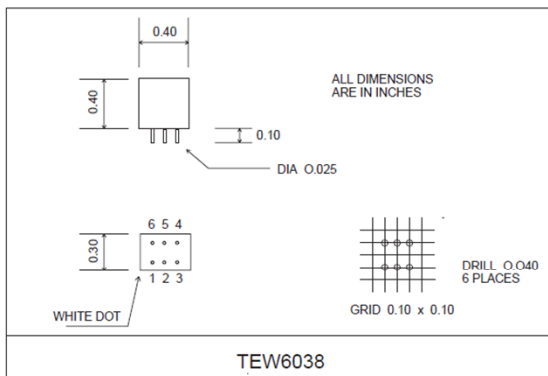 0.40
ALL DIMENSIONS
ARE IN INCHES
0.40
0.10
DIA O.025
6 5 4
0.30
1 2 3
DRILL O.O40
6 PLACES
WHITE DOT
GRID 0.10 x 0.10
TEW6038